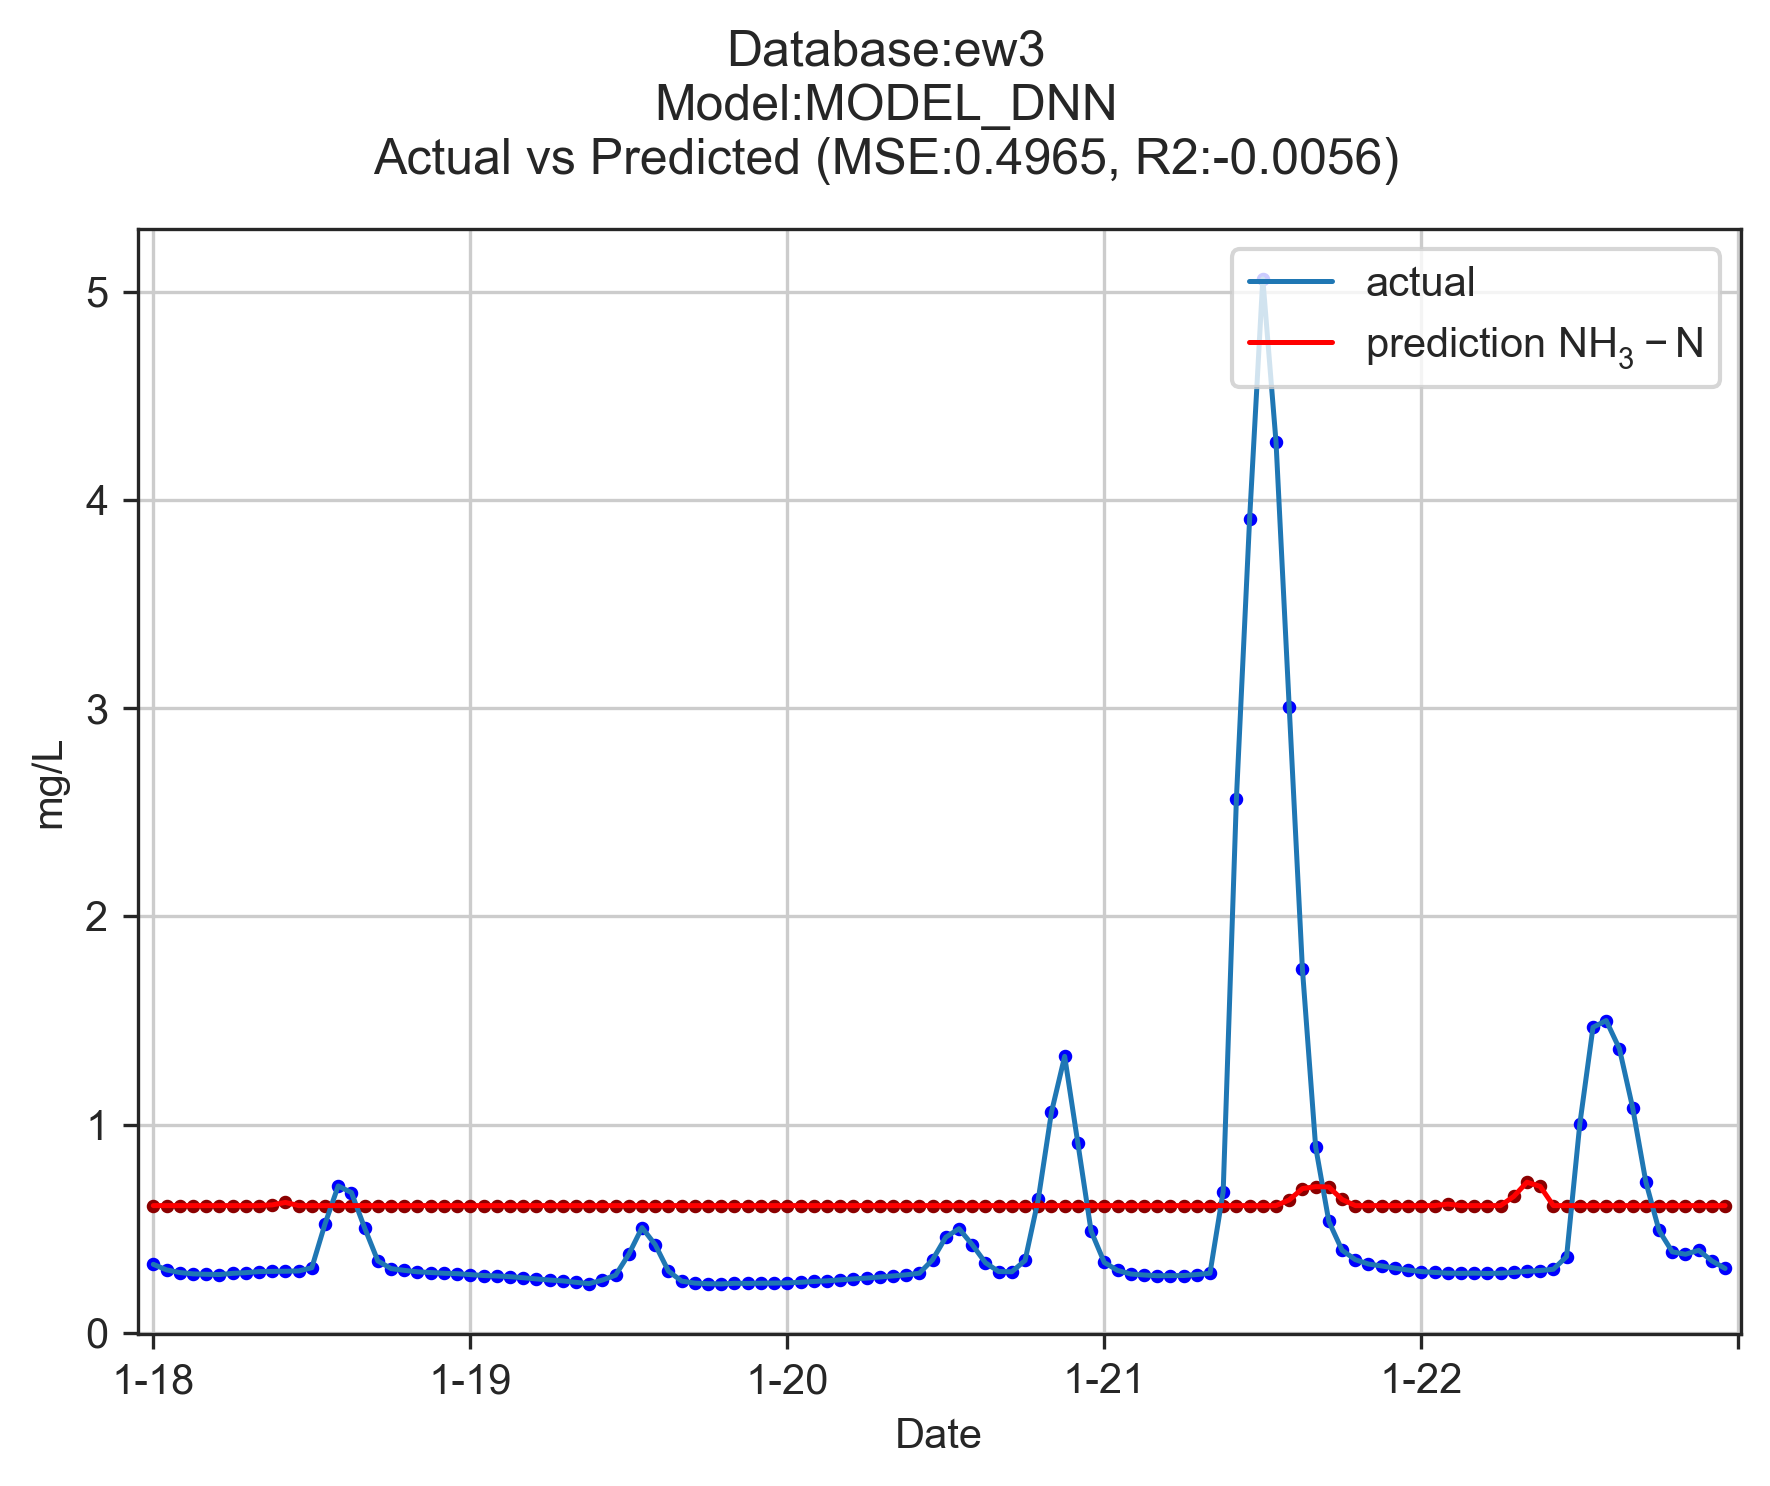 Database:ew3
Model:MODEL_DNN
Actual vs Predicted (MSE:0.4965, R2:-0.0056)
actual
prediction NH₃ − N
5
4
3
2
1
0
mg/L
1-18 1-19 1-20 1-21 1-22
Date